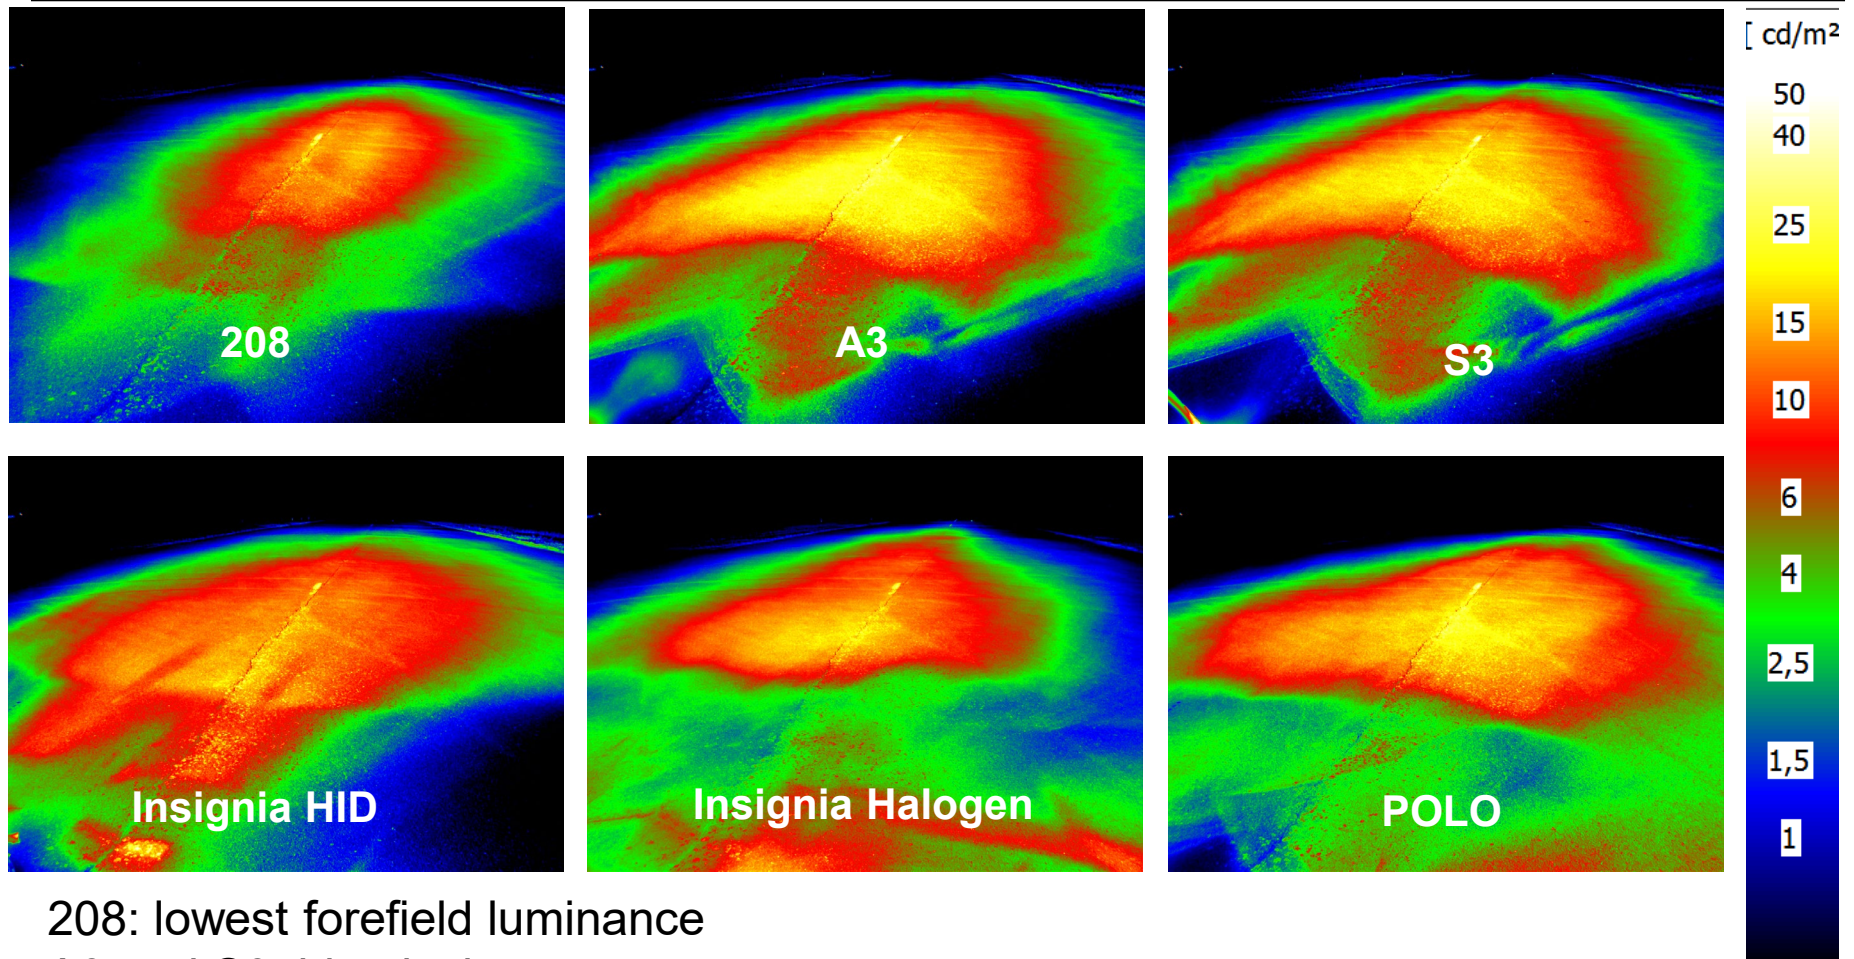 [ cd/m²
50
40
25
15
10
6
4
2,5
1,5
1
208
A3
S3
Insignia HID
Insignia Halogen
POLO
208: lowest forefield luminance